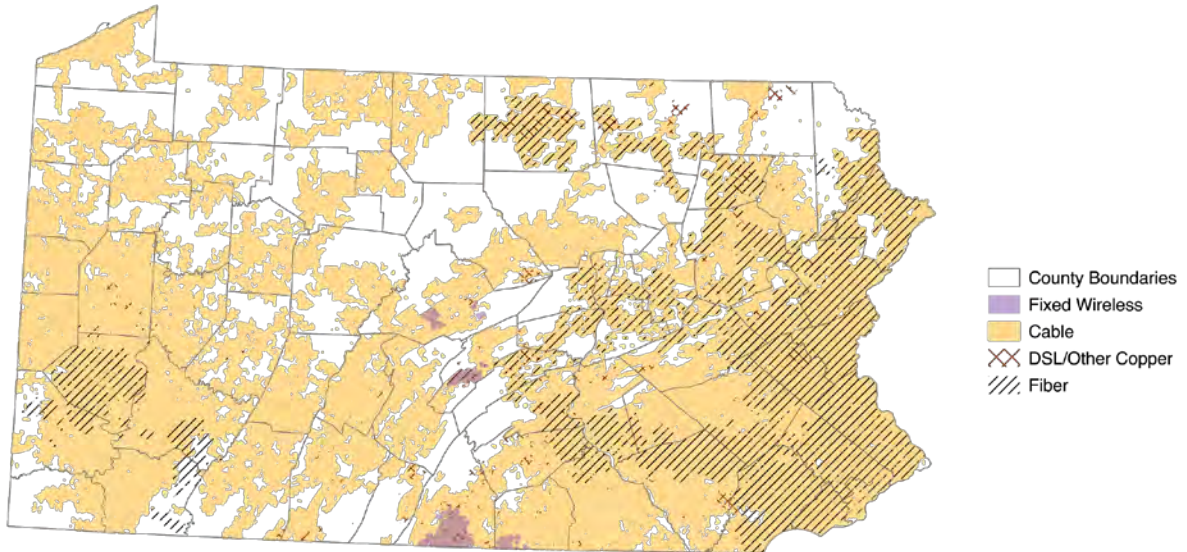 County Boundaries
Fixed Wireless
Cable
DSL/Other Copper
Fiber